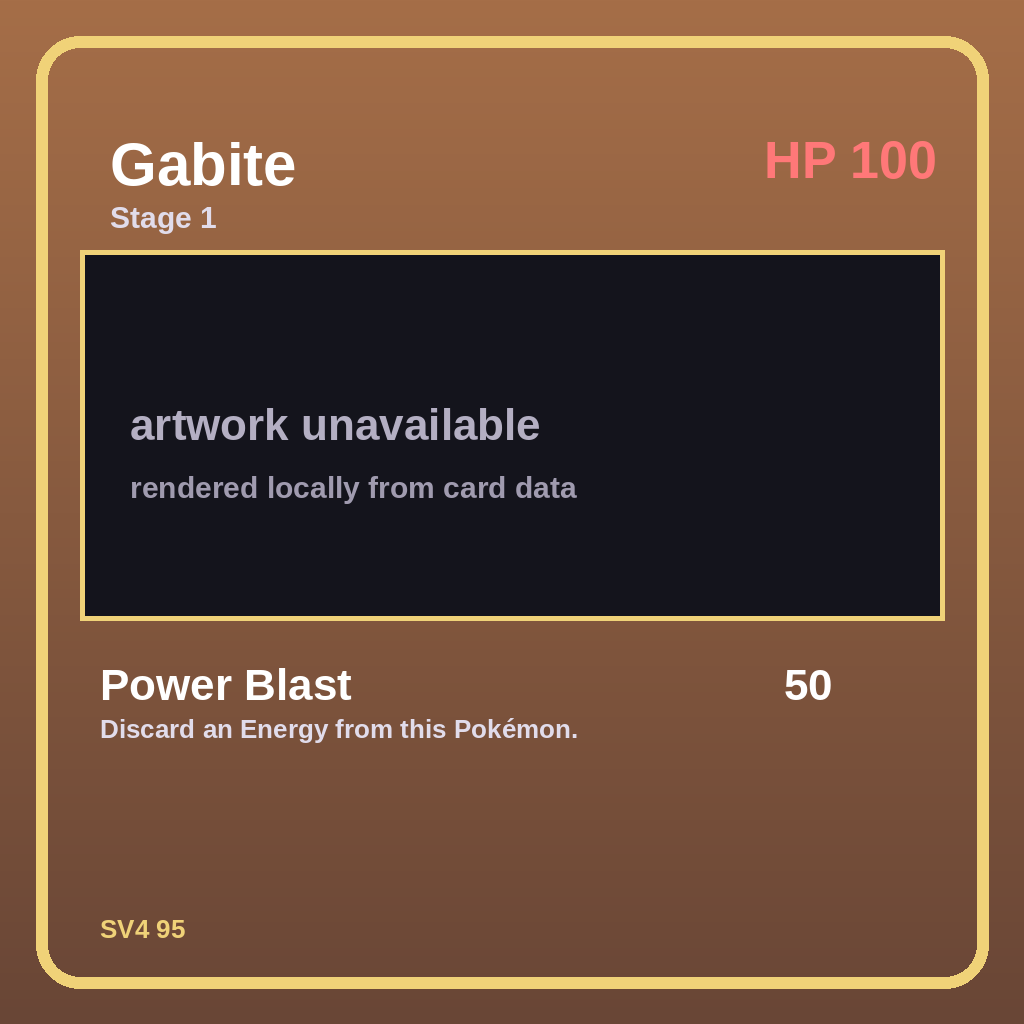 Gabite
HP 100
Stage 1
artwork unavailable
rendered locally from card data
Power Blast
50
Discard an Energy from this Pokémon.
SV4 95